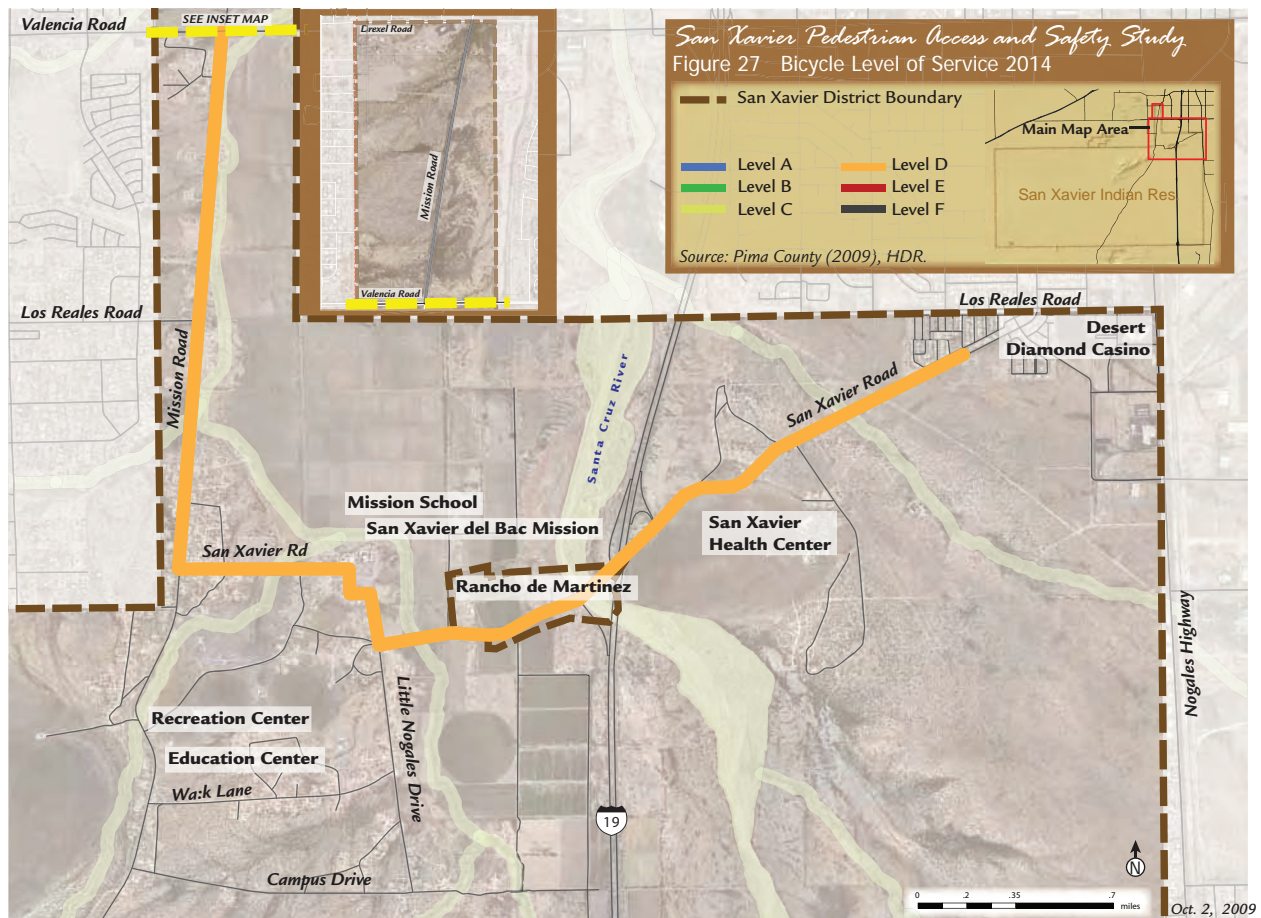 Valencia Road
SEE INSET MAP
Drexel Road
Mission Road
Valencia Road
San Xavier Pedestrian Access and Safety Study
Figure 27 Bicycle Level of Service 2014
San Xavier District Boundary
Level A
Level B
Level C
Level D
Level E
Level F
Main Map Area
San Xavier Indian Res
Source: Pima County (2009), HDR.
Los Reales Road
Los Reales Road
Desert
Diamond Casino
Mission Road
Santa Cruz River
San Xavier Road
Mission School
San Xavier del Bac Mission
San Xavier
Health Center
San Xavier Rd
Rancho de Martinez
Nogales Highway
Little Nogales Drive
Recreation Center
Education Center
Wa:k Lane
19
Campus Drive
N
0 .2 .35 .7
miles
Oct. 2, 2009